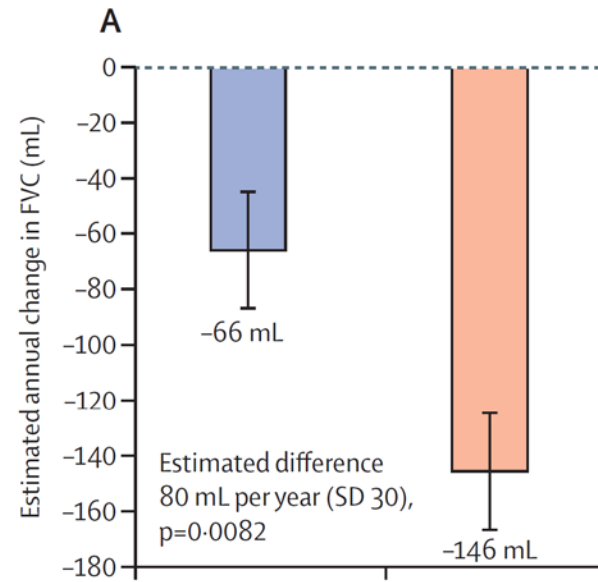 A
Estimated annual change in FVC (mL)
0
–20
–40
–60
–80
–100
–120
–140
–160
–180
–66 mL
Estimated difference
80 mL per year (SD 30),
p=0·0082
–146 mL